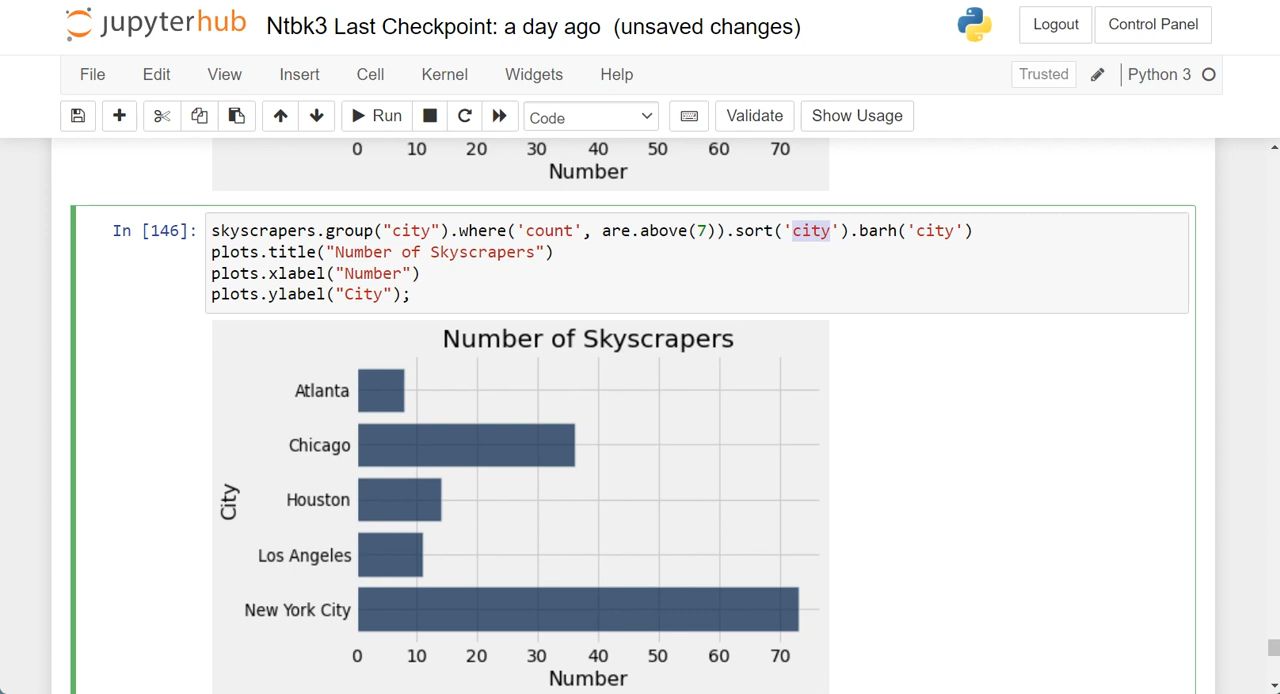 jupyterhub Ntbk3 Last Checkpoint: a day ago (unsaved changes) Logout Control Panel
File Edit View Insert Cell Kernel Widgets Help Trusted Python 3
Run Code Validate Show Usage
0 10 20 30 40 50 60 70
Number
In [146]: skyscrapers.group("city").where('count', are.above(7)).sort('city').barh('city')
plots.title("Number of Skyscrapers")
plots.xlabel("Number")
plots.ylabel("City");
Number of Skyscrapers
Atlanta
Chicago
Houston
City
Los Angeles
New York City
0 10 20 30 40 50 60 70
Number